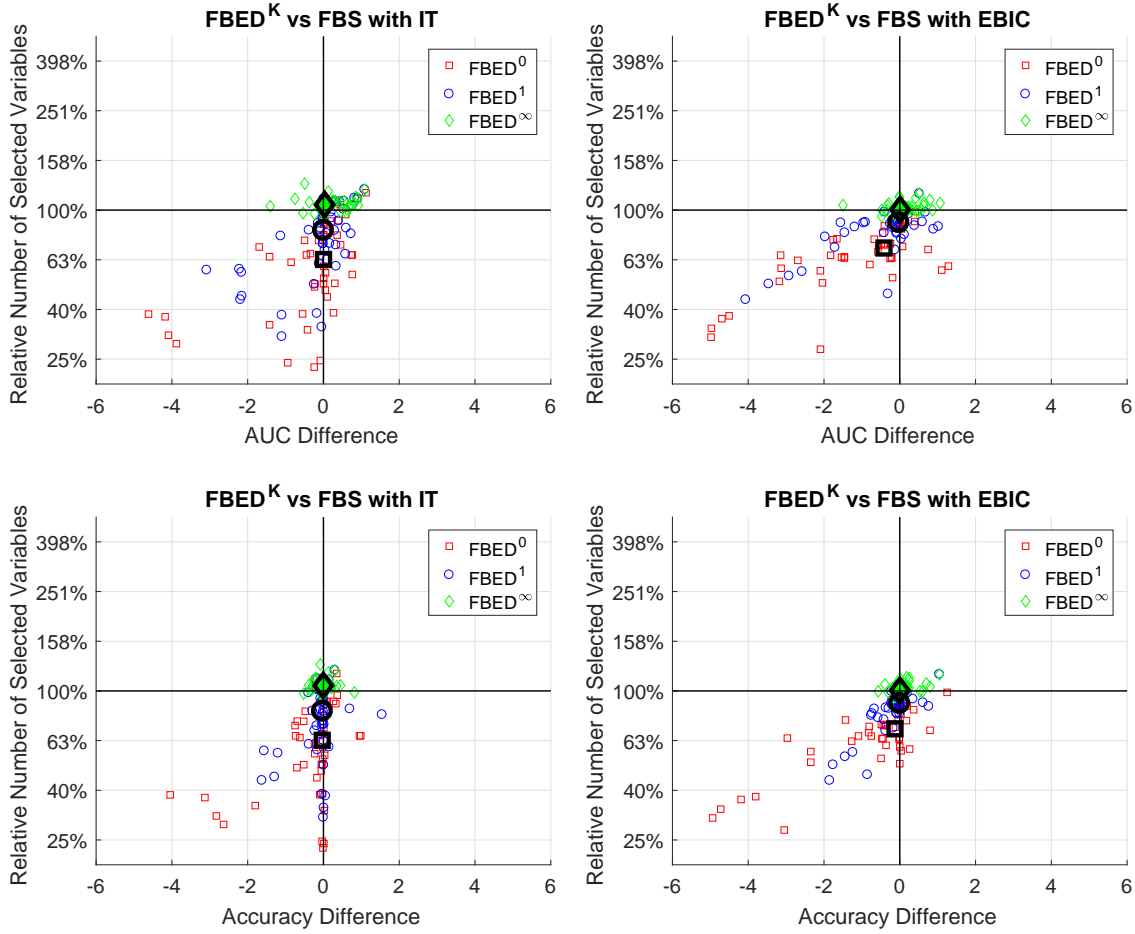 FBED^K vs FBS with IT
Relative Number of Selected Variables
398%
251%
158%
100%
63%
40%
25%
FBED^0
FBED^1
FBED^∞
-6 -4 -2 0 2 4 6
AUC Difference
FBED^K vs FBS with EBIC
Relative Number of Selected Variables
398%
251%
158%
100%
63%
40%
25%
FBED^0
FBED^1
FBED^∞
-6 -4 -2 0 2 4 6
AUC Difference
FBED^K vs FBS with IT
Relative Number of Selected Variables
398%
251%
158%
100%
63%
40%
25%
FBED^0
FBED^1
FBED^∞
-6 -4 -2 0 2 4 6
Accuracy Difference
FBED^K vs FBS with EBIC
Relative Number of Selected Variables
398%
251%
158%
100%
63%
40%
25%
FBED^0
FBED^1
FBED^∞
-6 -4 -2 0 2 4 6
Accuracy Difference